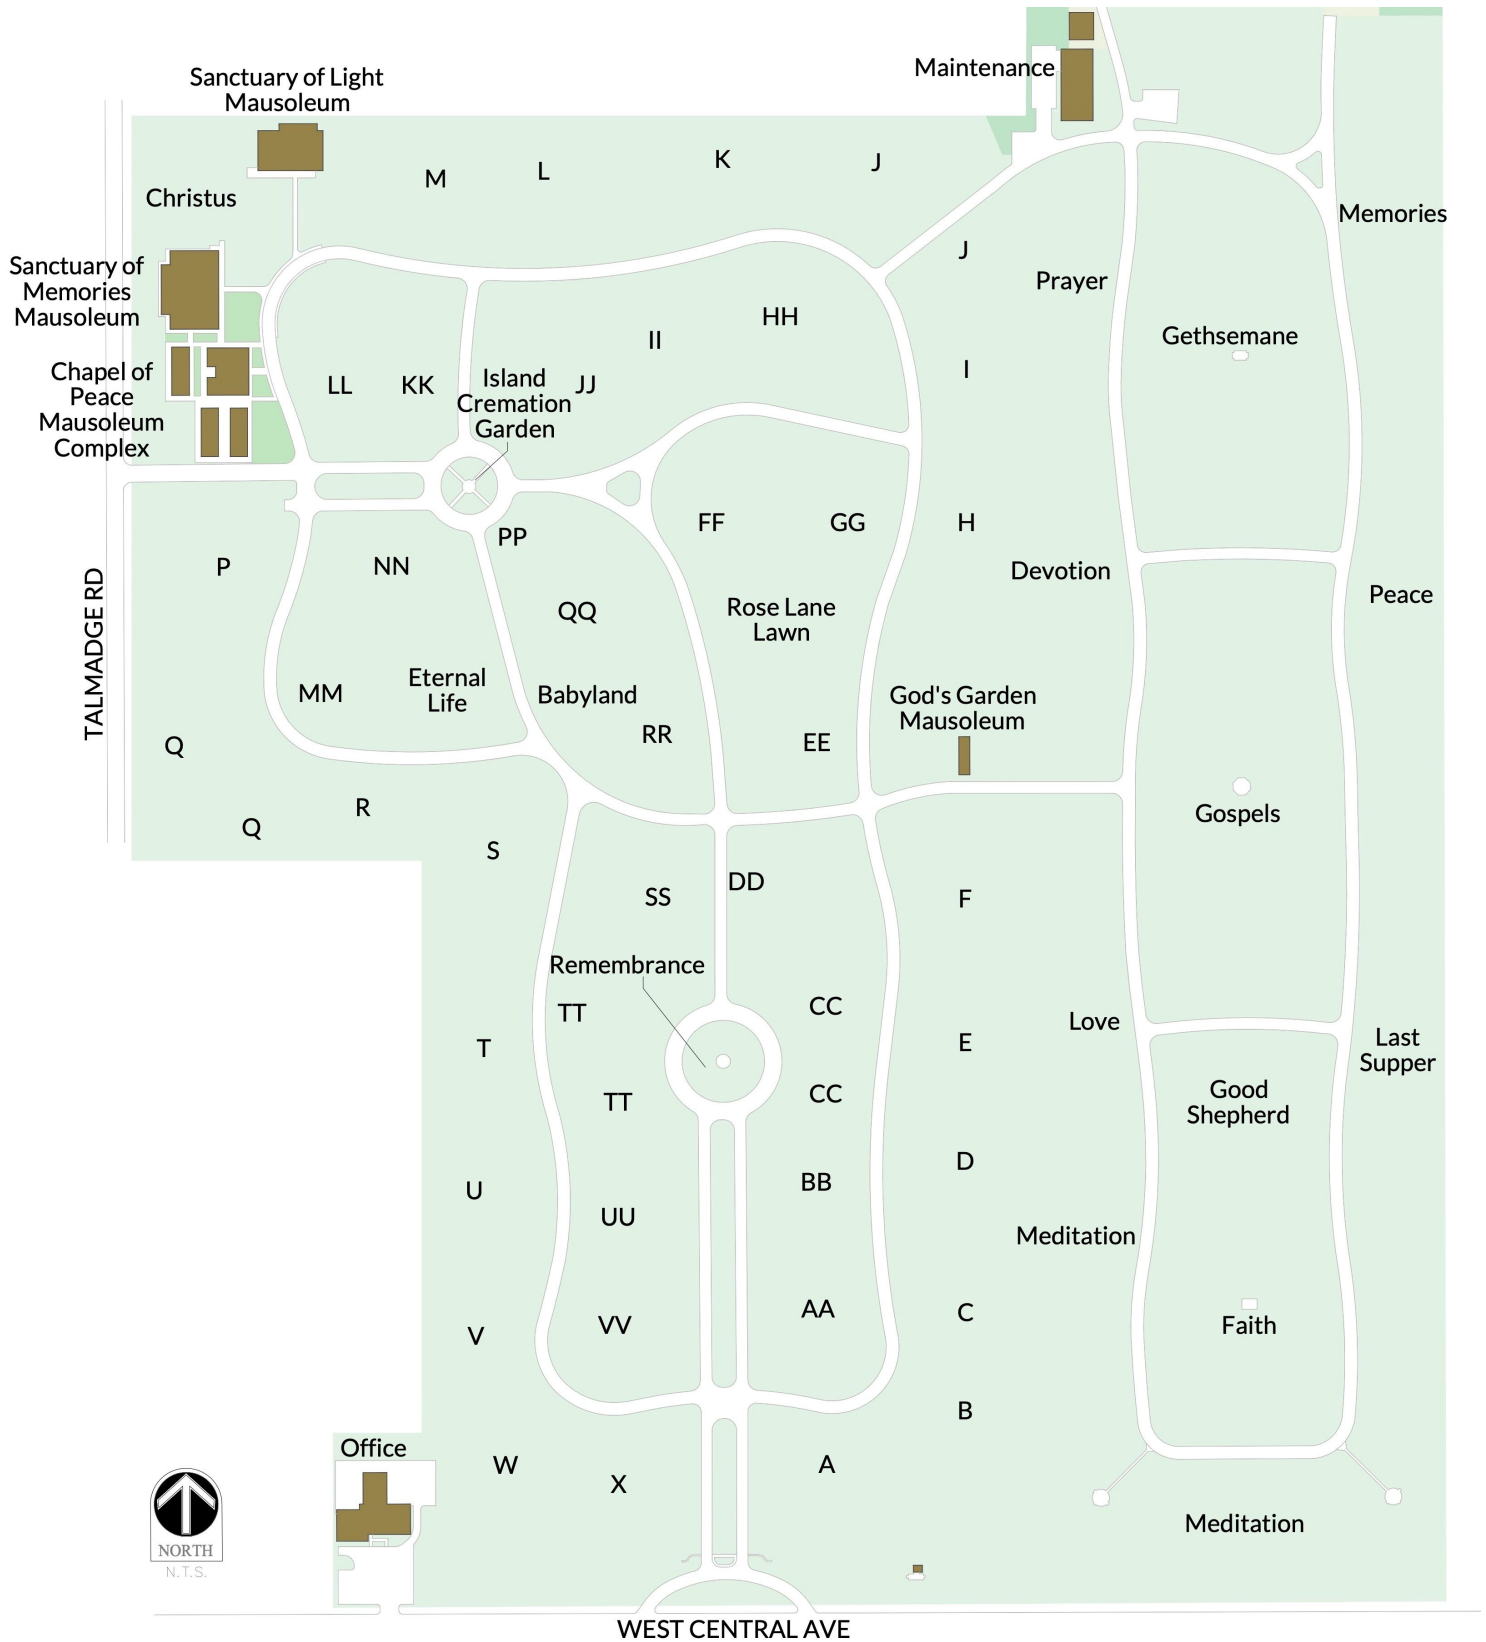 Maintenance
Sanctuary of Light
Mausoleum
K
J
L
M
Christus
Memories
J
Prayer
Sanctuary of
Memories
Mausoleum
HH
II
Gethsemane
I
Chapel of
Peace
Mausoleum
Complex
LL
KK
JJ
Island
Cremation
Garden
FF
GG
H
PP
P
NN
Devotion
Peace
QQ
Rose Lane
Lawn
TALMADGE RD
MM
Eternal
Life
Babyland
God's Garden
Mausoleum
RR
EE
Q
R
Q
S
Gospels
SS
DD
F
Remembrance
TT
CC
Love
T
E
Last
Supper
TT
CC
Good
Shepherd
U
BB
D
UU
Meditation
V
VV
AA
C
Faith
B
Office
W
X
A
Meditation
NORTH
N.T.S.
WEST CENTRAL AVE